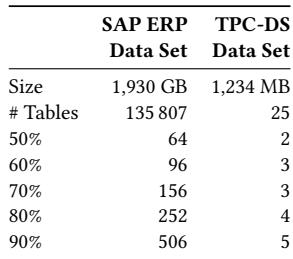 SAP ERP TPC-DS
Data Set Data Set
Size 1,930 GB 1,234 MB
# Tables 135 807 25
50% 64 2
60% 96 3
70% 156 3
80% 252 4
90% 506 5